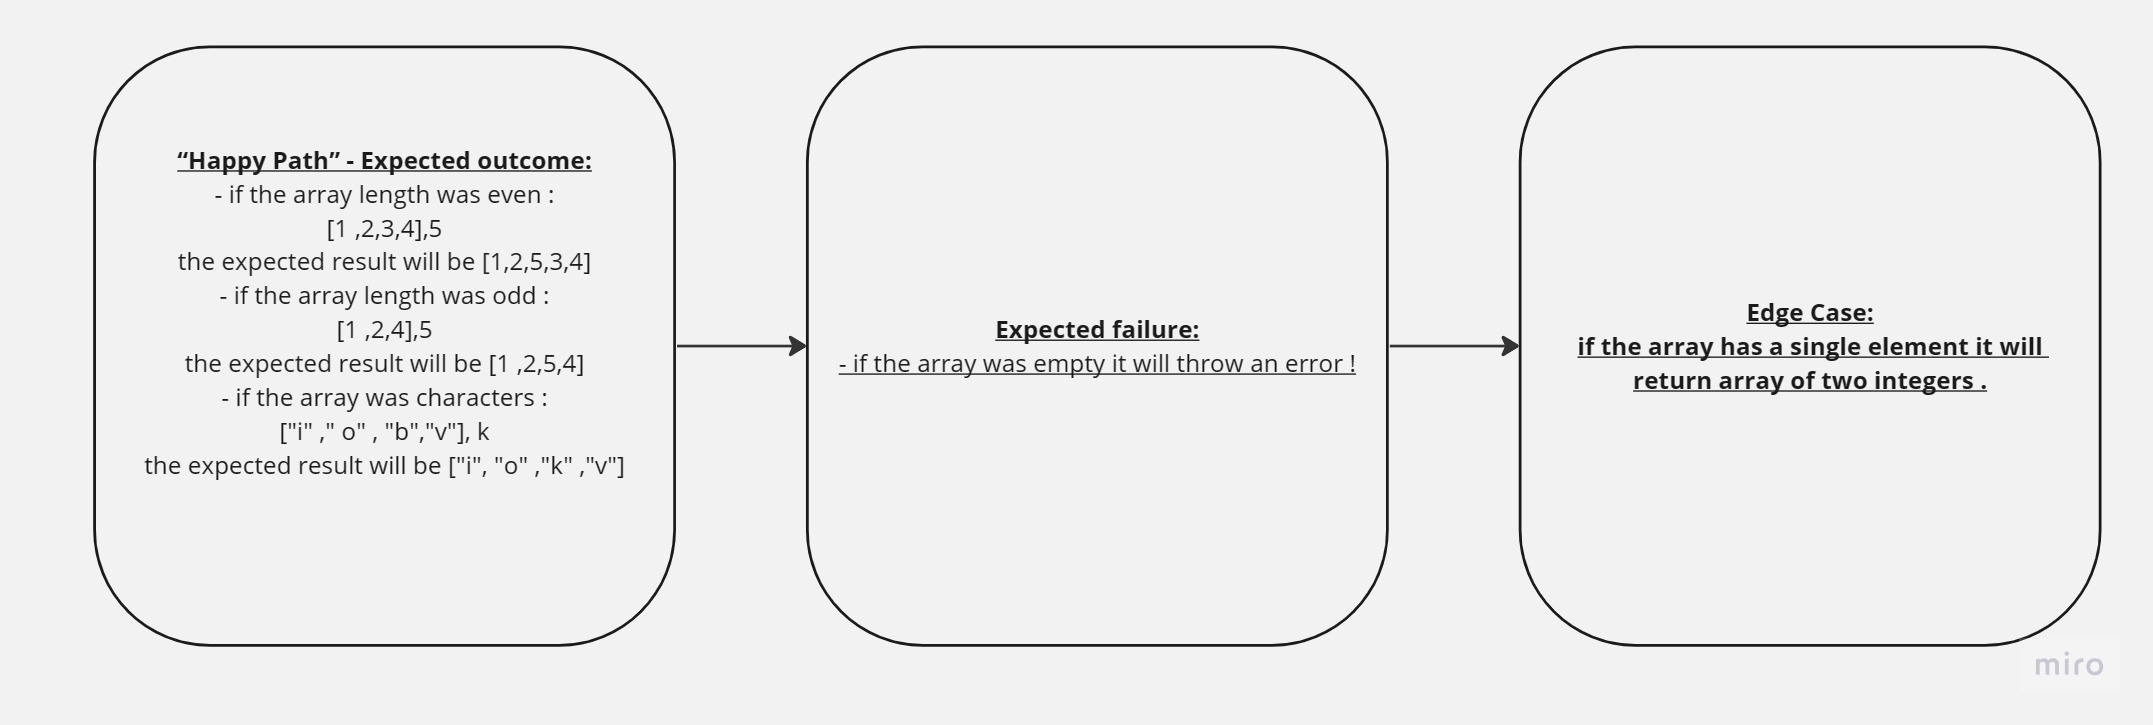 “Happy Path” - Expected outcome:
- if the array length was even :
[1 ,2,3,4],5
the expected result will be [1,2,5,3,4]
- if the array length was odd :
[1 ,2,4],5
the expected result will be [1 ,2,5,4]
- if the array was characters :
["i" ," o" , "b","v"], k
the expected result will be ["i", "o" ,"k" ,"v"]
Expected failure:
- if the array was empty it will throw an error !
Edge Case:
if the array has a single element it will
return array of two integers .
miro